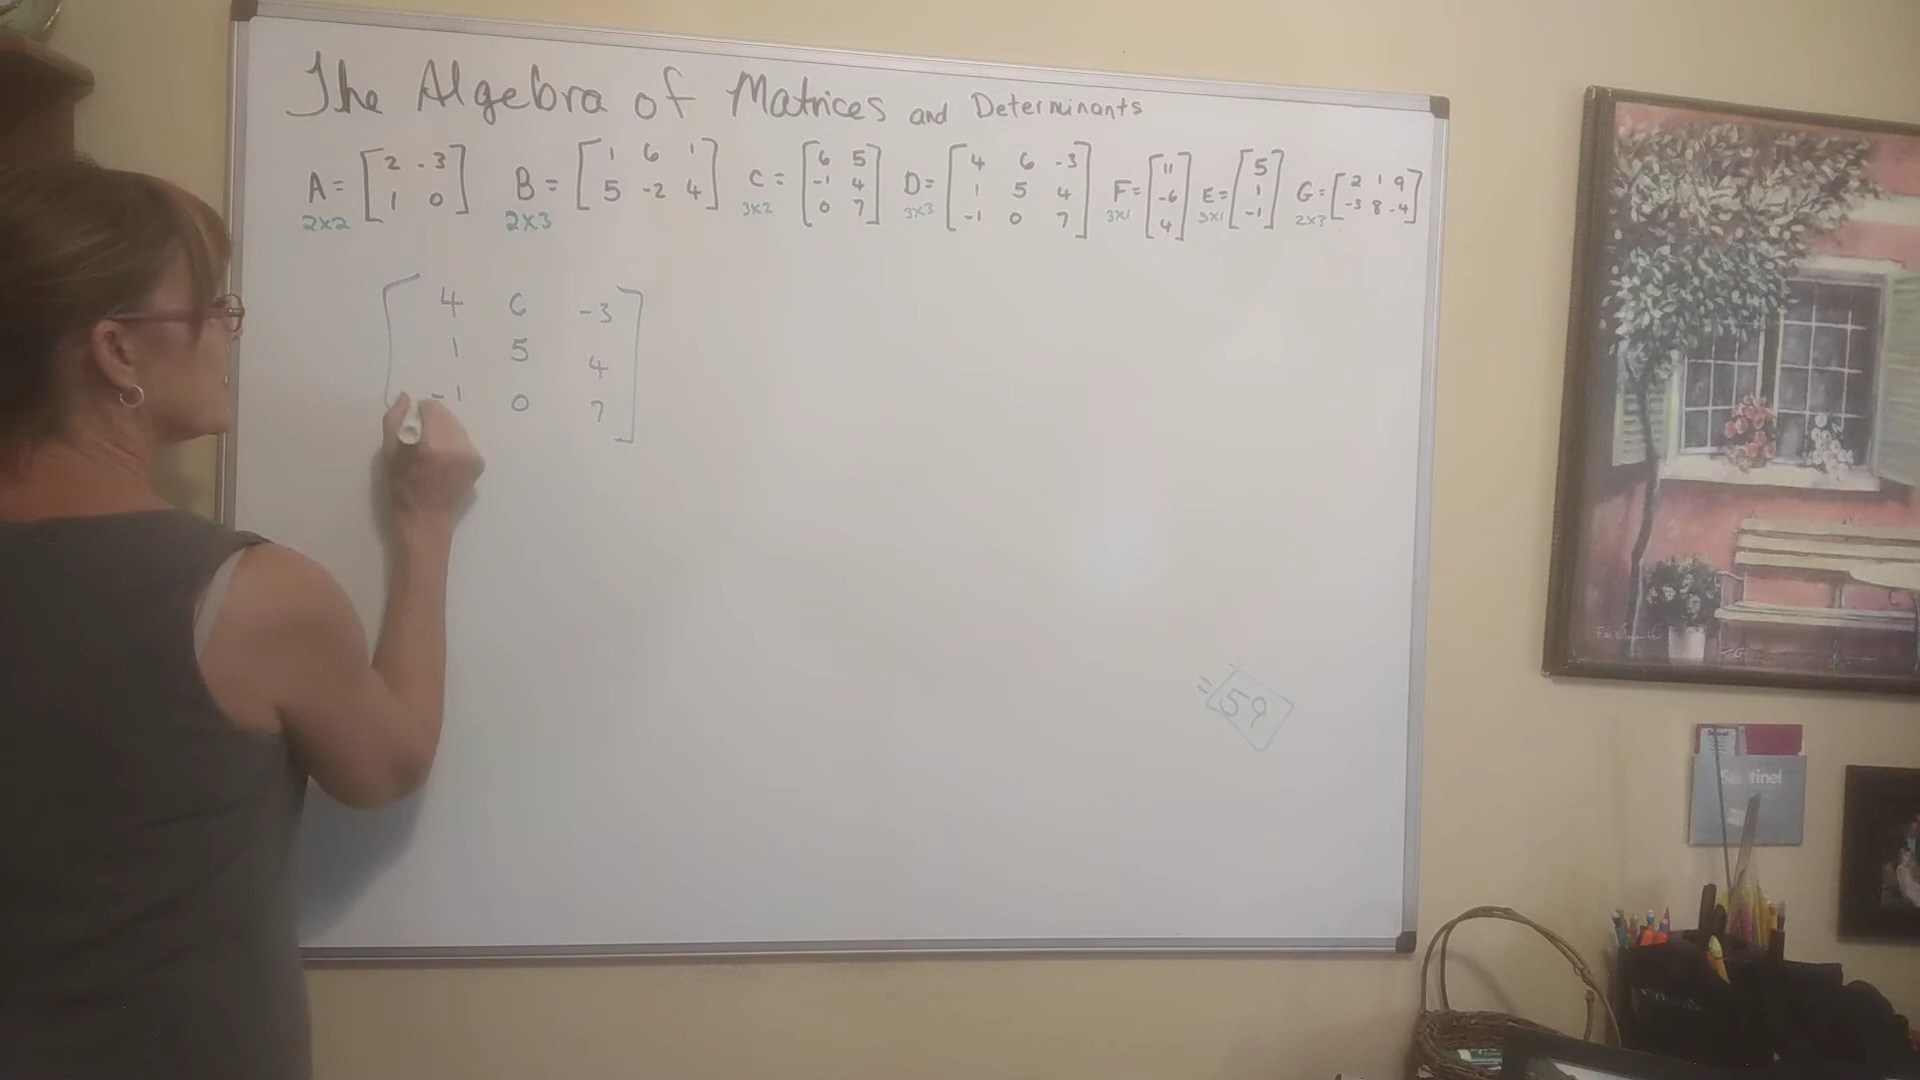 The Algebra of Matrices and Determinants
A = [2 -3] B = [1 6 1] C = [6 5] D = [4 6 -3] F = [11] E = [5] G = [2 1 9]
[1 0] [5 -2 4] [-1 4] [1 5 4] [-6] [1] [-3 8 -4]
[0 7] [-1 0 7] [4] [-1]
2x2 2x3 3x2 3x3 3x1 3x1 2x3
4 6 -3
1 5 4
-1 0 7
= 59
Sentinel